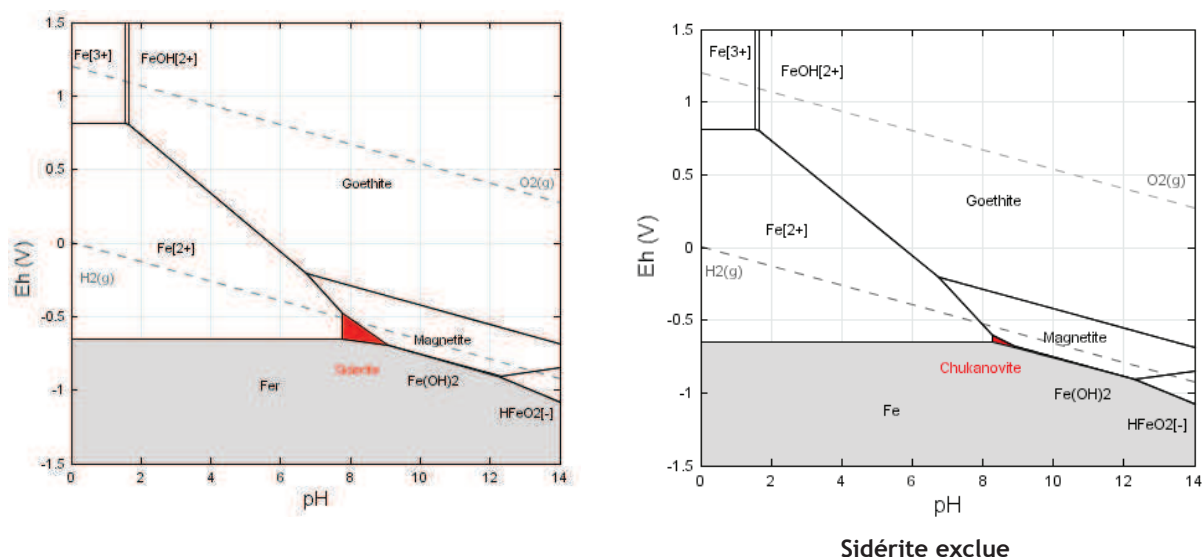 1.5
Fe[3+]
FeOH[2+]
1
0.5
Goethite
O2(g)
Eh (V)
0
Fe[2+]
H2(g)
-0.5
Magnetite
Siderite
Fe(OH)2
Fer
-1
HFeO2[-]
-1.5
0 2 4 6 8 10 12 14
pH
1.5
Fe[3+]
FeOH[2+]
1
0.5
Goethite
O2(g)
Eh (V)
0
Fe[2+]
H2(g)
-0.5
Magnetite
Chukanovite
Fe(OH)2
Fe
-1
HFeO2[-]
-1.5
0 2 4 6 8 10 12 14
pH
Sidérite exclue